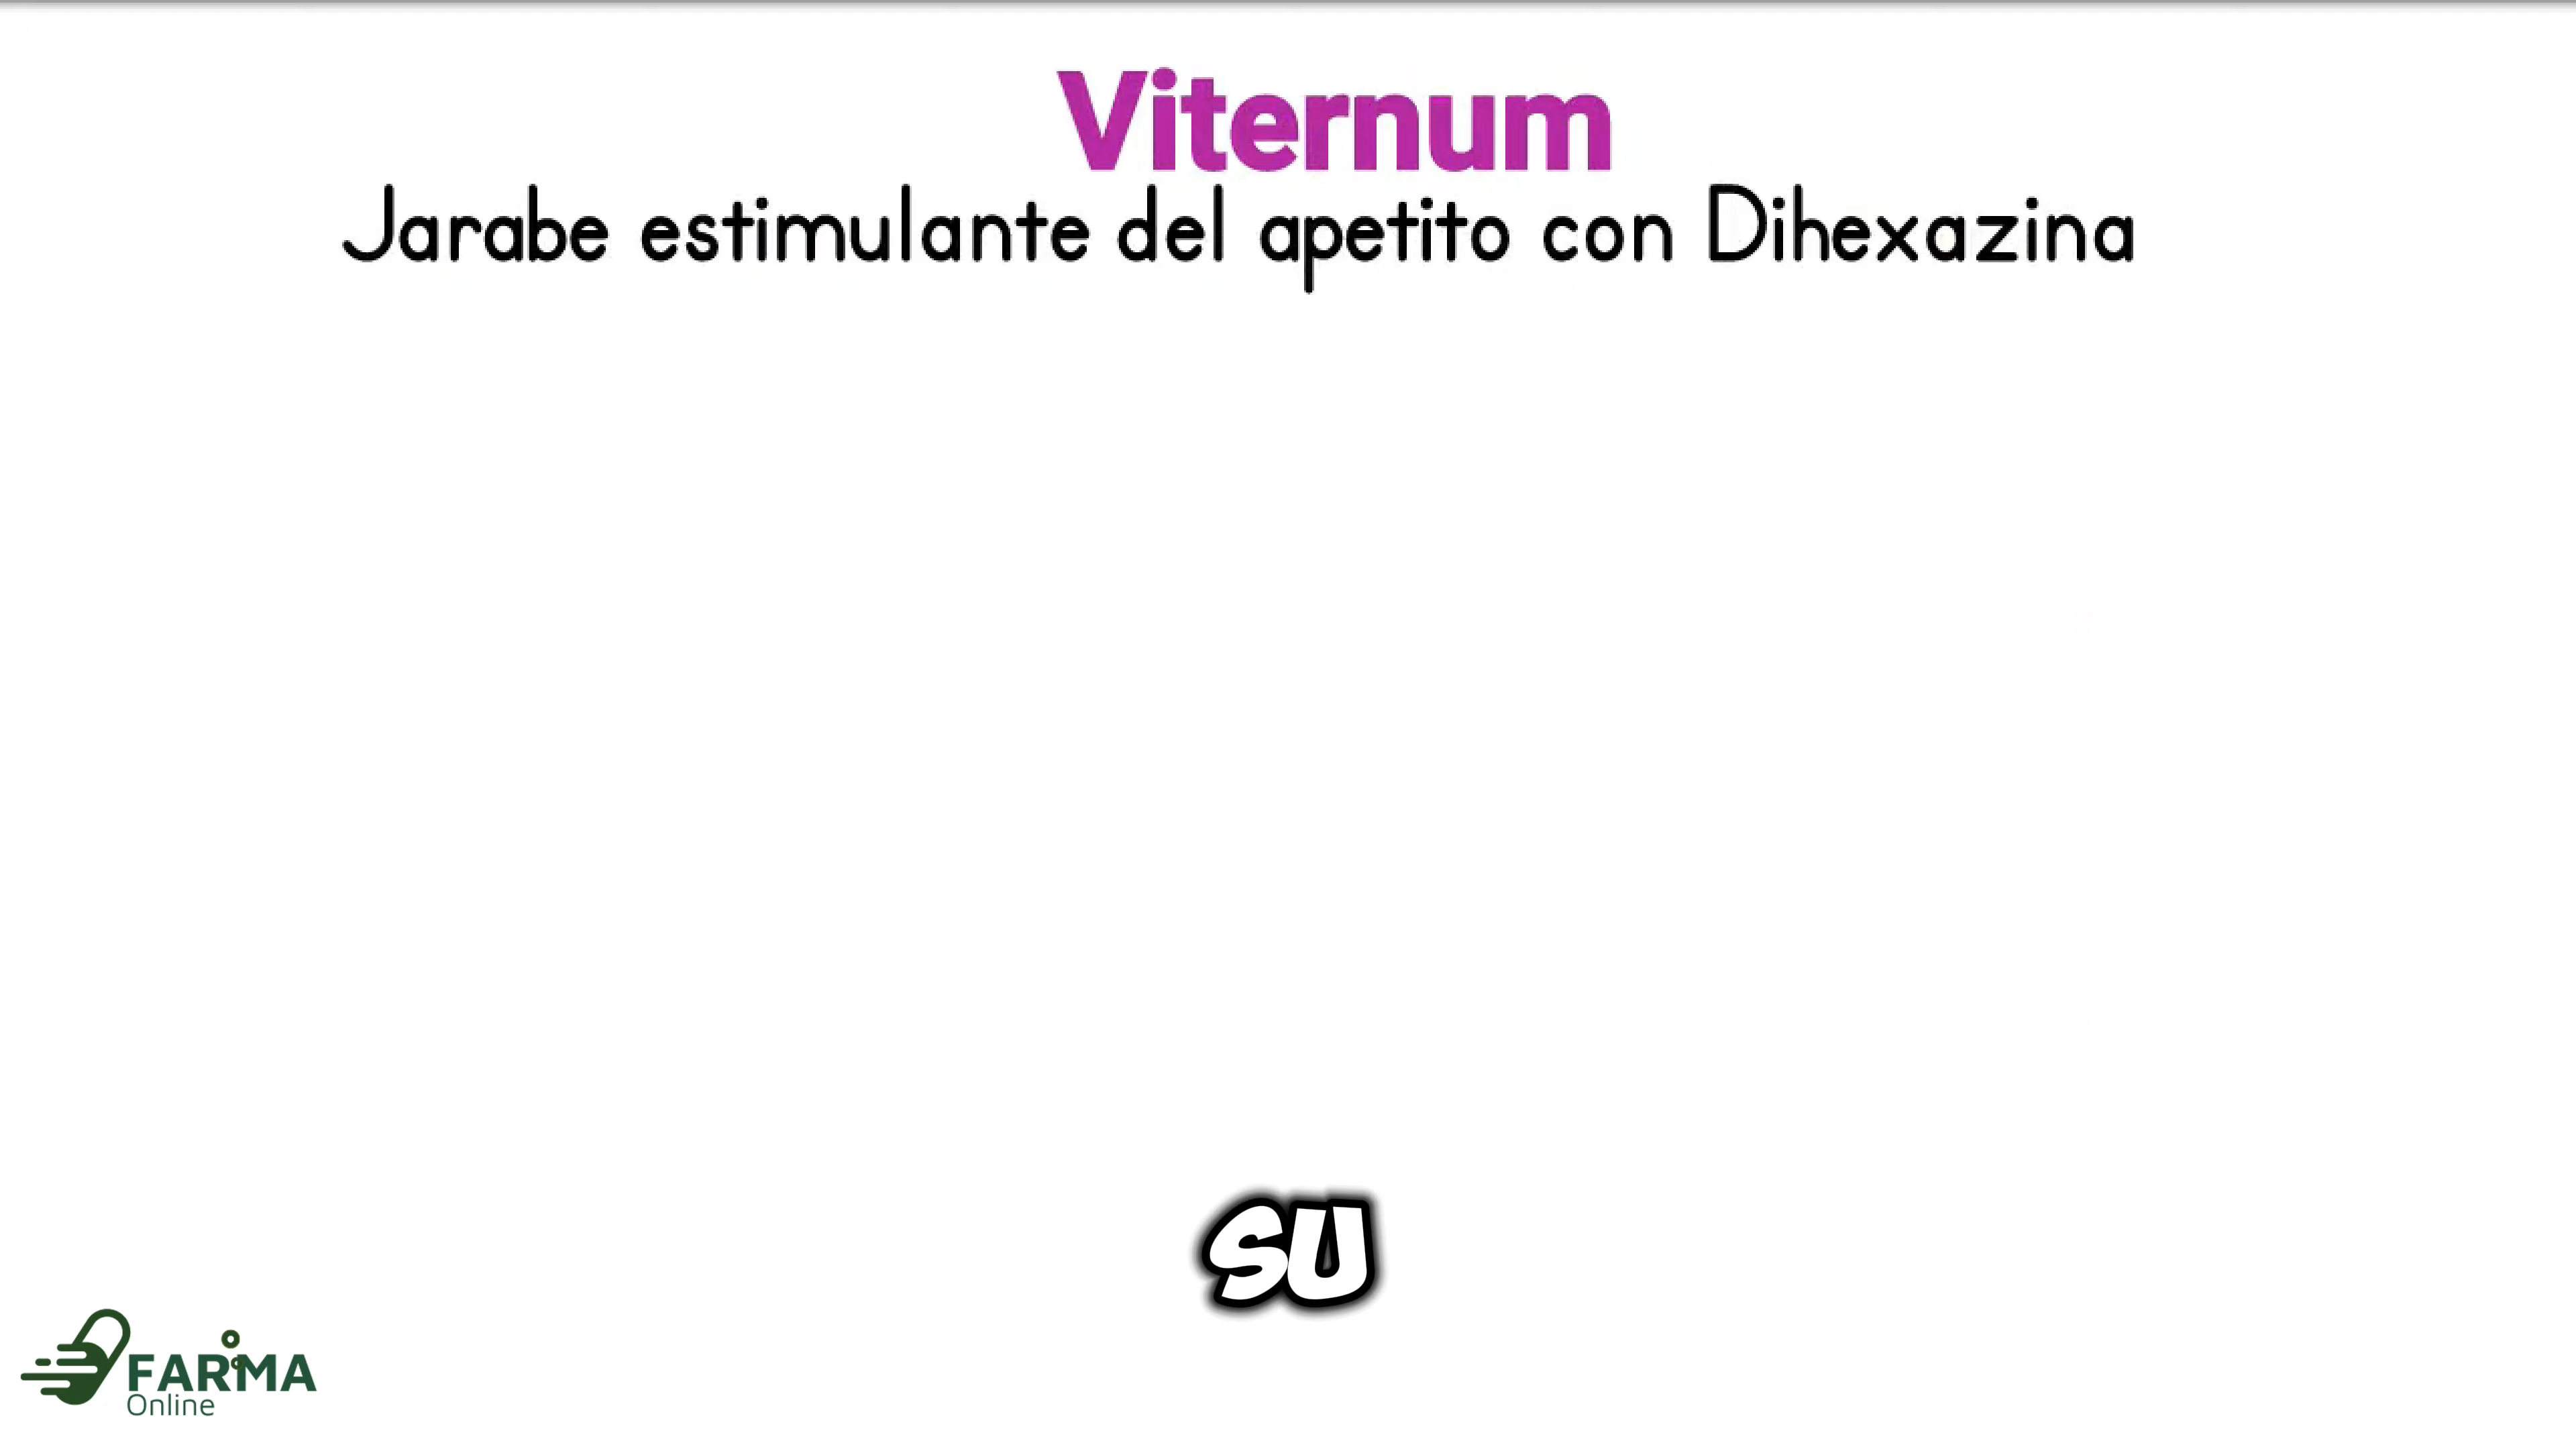 Viternum
Jarabe estimulante del apetito con Dihexazina
SU
FARMA
Online